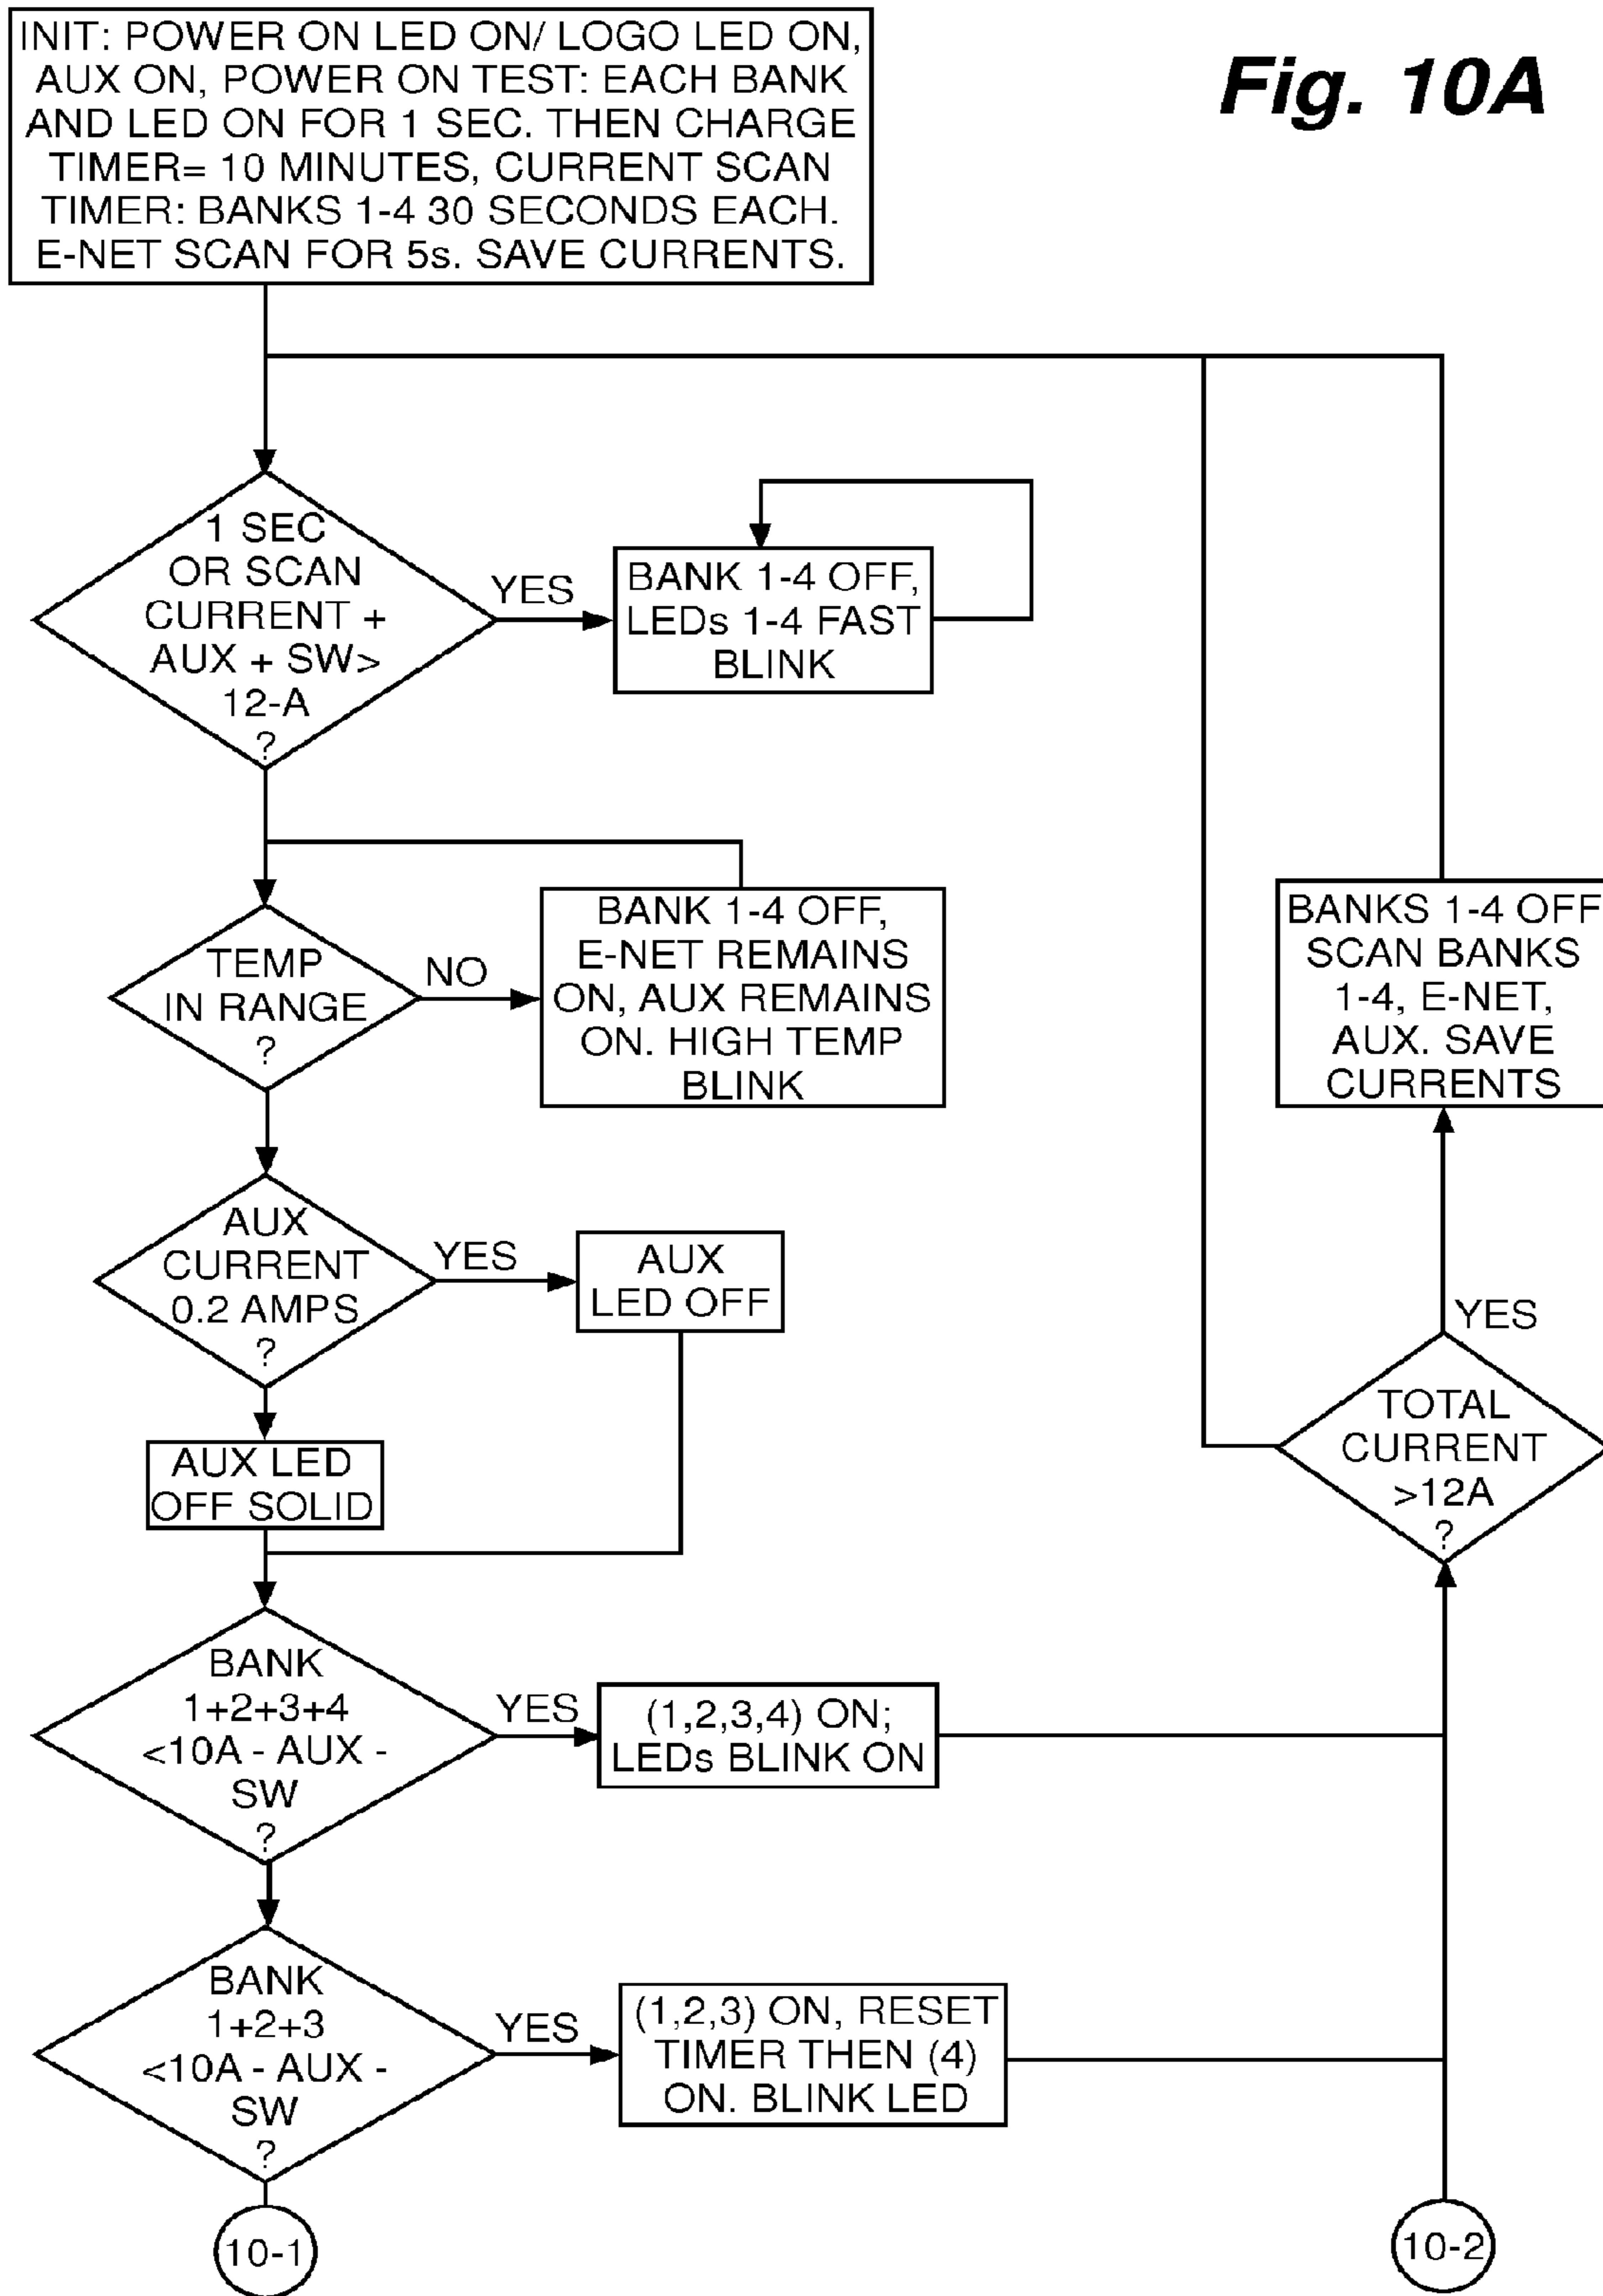 INIT: POWER ON LED ON/ LOGO LED ON,
AUX ON, POWER ON TEST: EACH BANK
AND LED ON FOR 1 SEC. THEN CHARGE
TIMER= 10 MINUTES, CURRENT SCAN
TIMER: BANKS 1-4 30 SECONDS EACH.
E-NET SCAN FOR 5s. SAVE CURRENTS.
Fig. 10A
1 SEC
OR SCAN
CURRENT +
AUX + SW>
12-A
?
YES
BANK 1-4 OFF,
LEDs 1-4 FAST
BLINK
TEMP
IN RANGE
?
NO
BANK 1-4 OFF,
E-NET REMAINS
ON, AUX REMAINS
ON. HIGH TEMP
BLINK
BANKS 1-4 OFF
SCAN BANKS
1-4, E-NET,
AUX. SAVE
CURRENTS
AUX
CURRENT
0.2 AMPS
?
YES
AUX
LED OFF
YES
TOTAL
CURRENT
>12A
?
AUX LED
OFF SOLID
BANK
1+2+3+4
<10A - AUX -
SW
?
YES
(1,2,3,4) ON;
LEDs BLINK ON
BANK
1+2+3
<10A - AUX -
SW
?
YES
(1,2,3) ON, RESET
TIMER THEN (4)
ON. BLINK LED
10-1
10-2